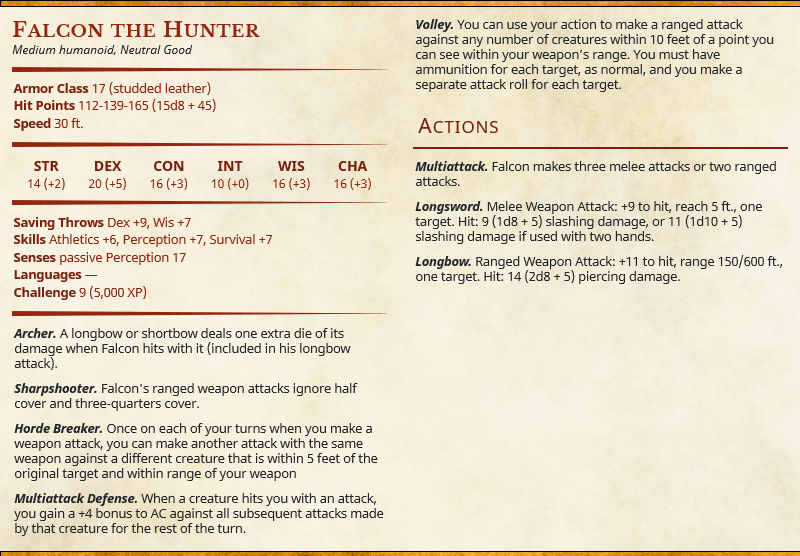 Falcon the Hunter
Medium humanoid, Neutral Good
Armor Class 17 (studded leather)
Hit Points 112-139-165 (15d8 + 45)
Speed 30 ft.
STR DEX CON INT WIS CHA
14 (+2) 20 (+5) 16 (+3) 10 (+0) 16 (+3) 16 (+3)
Saving Throws Dex +9, Wis +7
Skills Athletics +6, Perception +7, Survival +7
Senses passive Perception 17
Languages —
Challenge 9 (5,000 XP)
Archer. A longbow or shortbow deals one extra die of its
damage when Falcon hits with it (included in his longbow
attack).
Sharpshooter. Falcon's ranged weapon attacks ignore half
cover and three-quarters cover.
Horde Breaker. Once on each of your turns when you make a
weapon attack, you can make another attack with the same
weapon against a different creature that is within 5 feet of the
original target and within range of your weapon
Multiattack Defense. When a creature hits you with an attack,
you gain a +4 bonus to AC against all subsequent attacks made
by that creature for the rest of the turn.
Volley. You can use your action to make a ranged attack
against any number of creatures within 10 feet of a point you
can see within your weapon’s range. You must have
ammunition for each target, as normal, and you make a
separate attack roll for each target.
Actions
Multiattack. Falcon makes three melee attacks or two ranged
attacks.
Longsword. Melee Weapon Attack: +9 to hit, reach 5 ft., one
target. Hit: 9 (1d8 + 5) slashing damage, or 11 (1d10 + 5)
slashing damage if used with two hands.
Longbow. Ranged Weapon Attack: +11 to hit, range 150/600 ft.,
one target. Hit: 14 (2d8 + 5) piercing damage.